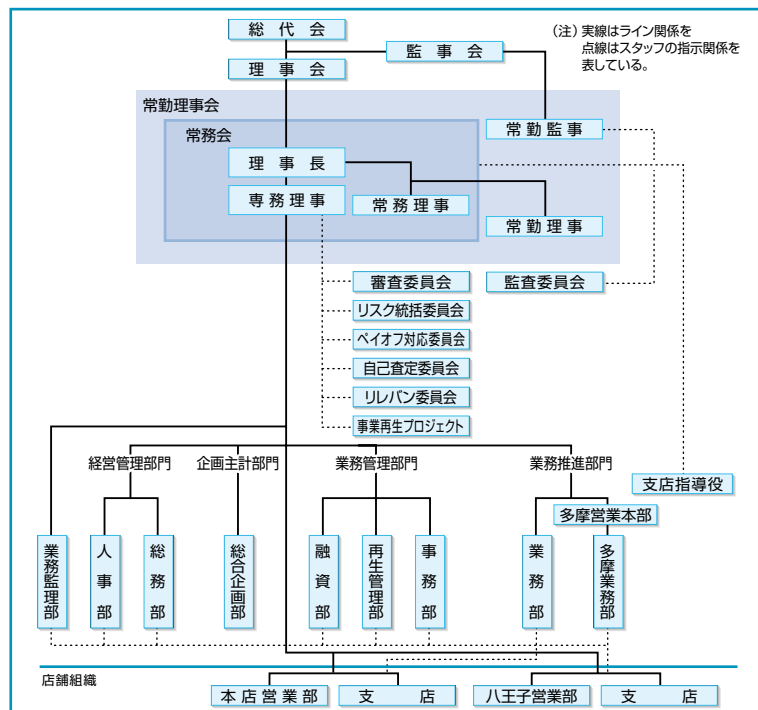 総代会
(注) 実線はライン関係を
点線はスタッフの指示関係を
表している。
監事会
理事会
常勤理事会
常務会
常勤監事
理事長
専務理事
常務理事
常勤理事
審査委員会
監査委員会
リスク統括委員会
ペイオフ対応委員会
自己査定委員会
リレバン委員会
事業再生プロジェクト
経営管理部門
企画主計部門
業務管理部門
業務推進部門
支店指導役
多摩営業本部
業務監理部
人事部
総務部
総合企画部
融資部
再生管理部
事務部
業務部
多摩業務部
店舗組織
本店営業部
支店
八王子営業部
支店